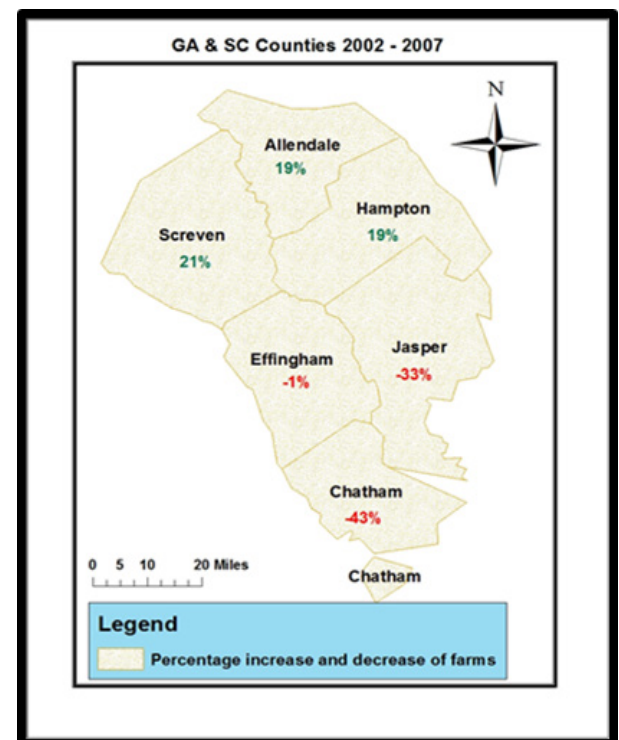 GA & SC Counties 2002 - 2007
N
Allendale
19%
Hampton
19%
Screven
21%
Jasper
-33%
Effingham
-1%
Chatham
-43%
0 5 10 20 Miles
Chatham
Legend
Percentage increase and decrease of farms